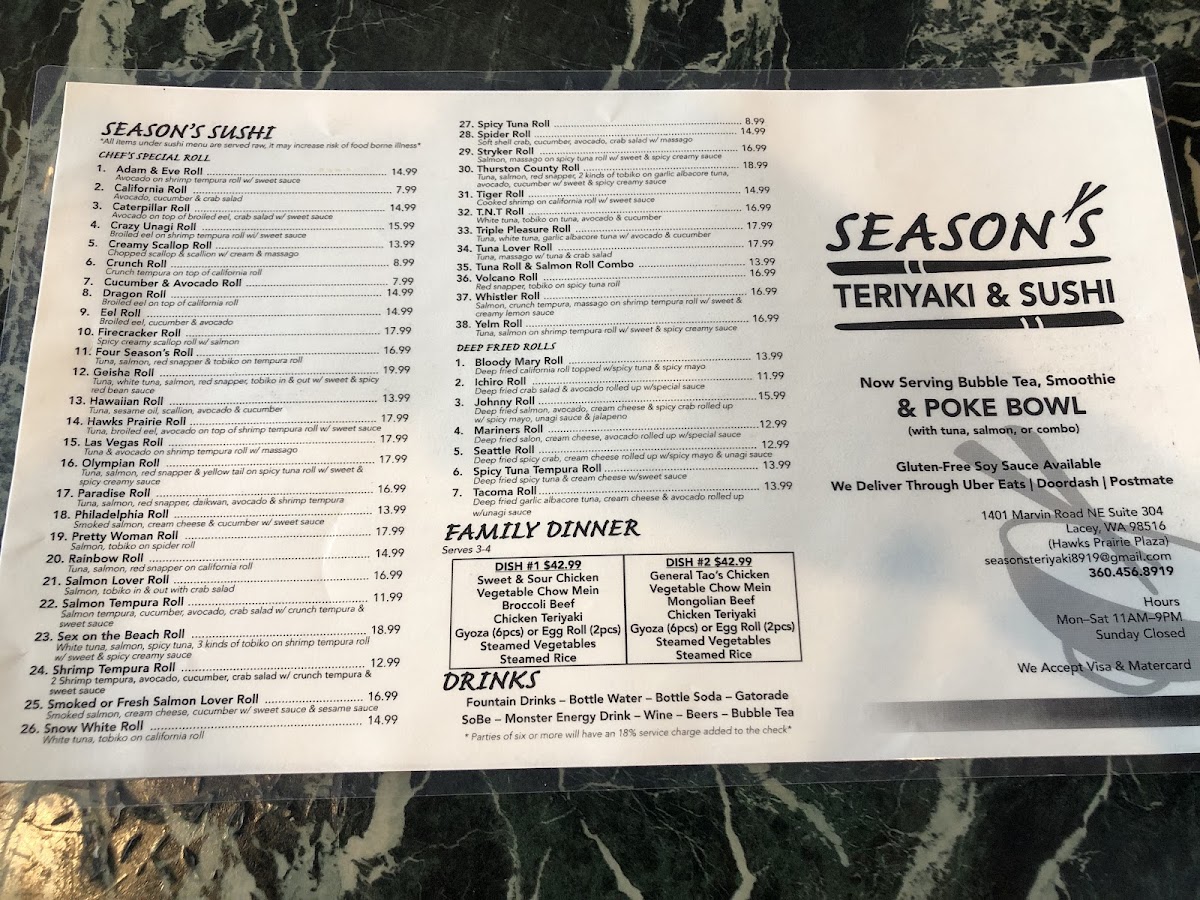 SEASON'S SUSHI
*All items under sushi menu are served raw, it may increase risk of food borne illness*
CHEF'S SPECIAL ROLL
1. Adam & Eve Roll 14.99
Avocado on shrimp tempura roll w/ sweet sauce
2. California Roll 7.99
Avocado, cucumber & crab salad
3. Caterpillar Roll 14.99
Avocado on top of broiled eel, crab salad w/ sweet sauce
4. Crazy Unagi Roll 15.99
Broiled eel on shrimp tempura roll w/ sweet sauce
5. Creamy Scallop Roll 13.99
Chopped scallop & scallion w/ cream & massago
6. Crunch Roll 8.99
Crunch tempura on top of california roll
7. Cucumber & Avocado Roll 7.99
8. Dragon Roll 14.99
Broiled eel on top of california roll
9. Eel Roll 14.99
Broiled eel, cucumber & avocado
10. Firecracker Roll 17.99
Spicy creamy scallop roll w/ salmon
11. Four Season's Roll 16.99
Tuna, salmon, red snapper & tobiko on tempura roll
12. Geisha Roll 19.99
Tuna, white tuna, salmon, red snapper, tobiko in & out w/ sweet & spicy
red bean sauce
13. Hawaiian Roll 13.99
Tuna, sesame oil, scallion, avocado & cucumber
14. Hawks Prairie Roll 17.99
Tuna, broiled eel, avocado on top of shrimp tempura roll w/ sweet sauce
15. Las Vegas Roll 17.99
Tuna & avocado on shrimp tempura roll w/ massago
16. Olympian Roll 17.99
Tuna, salmon, red snapper & yellow tail on spicy tuna roll w/ sweet &
spicy creamy sauce
17. Paradise Roll 16.99
Tuna, salmon, red snapper, daikwan, avocado & shrimp tempura
18. Philadelphia Roll 13.99
Smoked salmon, cream cheese & cucumber w/ sweet sauce
19. Pretty Woman Roll 17.99
Salmon, tobiko on spider roll
20. Rainbow Roll 14.99
Tuna, salmon, red snapper on california roll
21. Salmon Lover Roll 16.99
Salmon, tobiko in & out with crab salad
22. Salmon Tempura Roll 11.99
Salmon tempura, cucumber, avocado, crab salad w/ crunch tempura &
sweet sauce
23. Sex on the Beach Roll 18.99
White tuna, salmon, spicy tuna, 3 kinds of tobiko on shrimp tempura roll
w/ sweet & spicy creamy sauce
24. Shrimp Tempura Roll 12.99
2 Shrimp tempura, avocado, cucumber, crab salad w/ crunch tempura &
sweet sauce
25. Smoked or Fresh Salmon Lover Roll 16.99
Smoked salmon, cream cheese, cucumber w/ sweet sauce & sesame sauce
26. Snow White Roll 14.99
White tuna, tobiko on california roll
27. Spicy Tuna Roll 8.99
28. Spider Roll 14.99
Soft shell crab, cucumber, avocado, crab salad w/ massago
29. Stryker Roll 16.99
Salmon, massago on spicy tuna roll w/ sweet & spicy creamy sauce
30. Thurston County Roll 18.99
Tuna, salmon, red snapper, 2 kinds of tobiko on garlic albacore tuna,
avocado, cucumber w/ sweet & spicy creamy sauce
31. Tiger Roll 14.99
Cooked shrimp on california roll w/ sweet sauce
32. T.N.T Roll 16.99
White tuna, tobiko on tuna, avocado & cucumber
33. Triple Pleasure Roll 17.99
Tuna, white tuna, garlic albacore tuna w/ avocado & cucumber
34. Tuna Lover Roll 17.99
Tuna, massago w/ tuna & crab salad
35. Tuna Roll & Salmon Roll Combo 13.99
36. Volcano Roll 16.99
Red snapper, tobiko on spicy tuna roll
37. Whistler Roll 16.99
Salmon, crunch tempura, massago on shrimp tempura roll w/ sweet &
creamy lemon sauce
38. Yelm Roll 16.99
Tuna, salmon on shrimp tempura roll w/ sweet & spicy creamy sauce
DEEP FRIED ROLLS
1. Bloody Mary Roll 13.99
Deep fried california roll topped w/spicy tuna & spicy mayo
2. Ichiro Roll 11.99
Deep fried crab salad & avocado rolled up w/special sauce
3. Johnny Roll 15.99
Deep fried salmon, avocado, cream cheese & spicy crab rolled up
w/ spicy mayo, unagi sauce & jalapeno
4. Mariners Roll 12.99
Deep fried salon, cream cheese, avocado rolled up w/special sauce
5. Seattle Roll 12.99
Deep fried spicy crab, cream cheese rolled up w/spicy mayo & unagi sauce
6. Spicy Tuna Tempura Roll 13.99
Deep fried spicy tuna & cream cheese w/sweet sauce
7. Tacoma Roll 13.99
Deep fried garlic albacore tuna, cream cheese & avocado rolled up
w/unagi sauce
FAMILY DINNER
Serves 3-4
DISH #1 $42.99
Sweet & Sour Chicken
Vegetable Chow Mein
Broccoli Beef
Chicken Teriyaki
Gyoza (6pcs) or Egg Roll (2pcs)
Steamed Vegetables
Steamed Rice
DISH #2 $42.99
General Tao's Chicken
Vegetable Chow Mein
Mongolian Beef
Chicken Teriyaki
Gyoza (6pcs) or Egg Roll (2pcs)
Steamed Vegetables
Steamed Rice
DRINKS
Fountain Drinks – Bottle Water – Bottle Soda – Gatorade
SoBe – Monster Energy Drink – Wine – Beers – Bubble Tea
* Parties of six or more will have an 18% service charge added to the check*
SEASON'S
TERIYAKI & SUSHI
Now Serving Bubble Tea, Smoothie
& POKE BOWL
(with tuna, salmon, or combo)
Gluten-Free Soy Sauce Available
We Deliver Through Uber Eats | Doordash | Postmate
1401 Marvin Road NE Suite 304
Lacey, WA 98516
(Hawks Prairie Plaza)
seasonsteriyaki8919@gmail.com
360.456.8919
Hours
Mon–Sat 11AM–9PM
Sunday Closed
We Accept Visa & Matercard